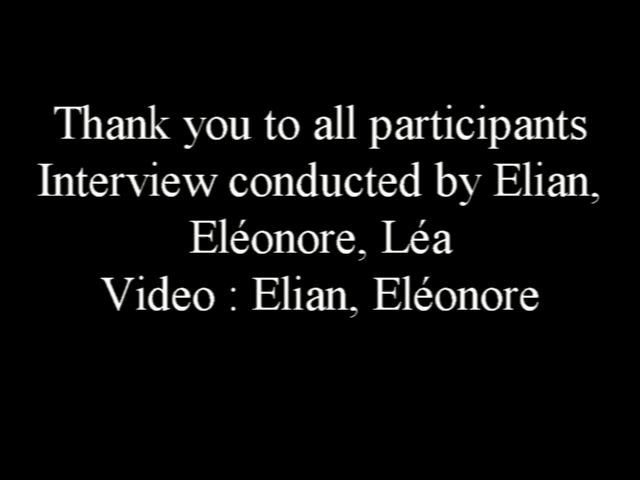 Thank you to all participants
Interview conducted by Elian,
Eléonore, Léa
Video : Elian, Eléonore